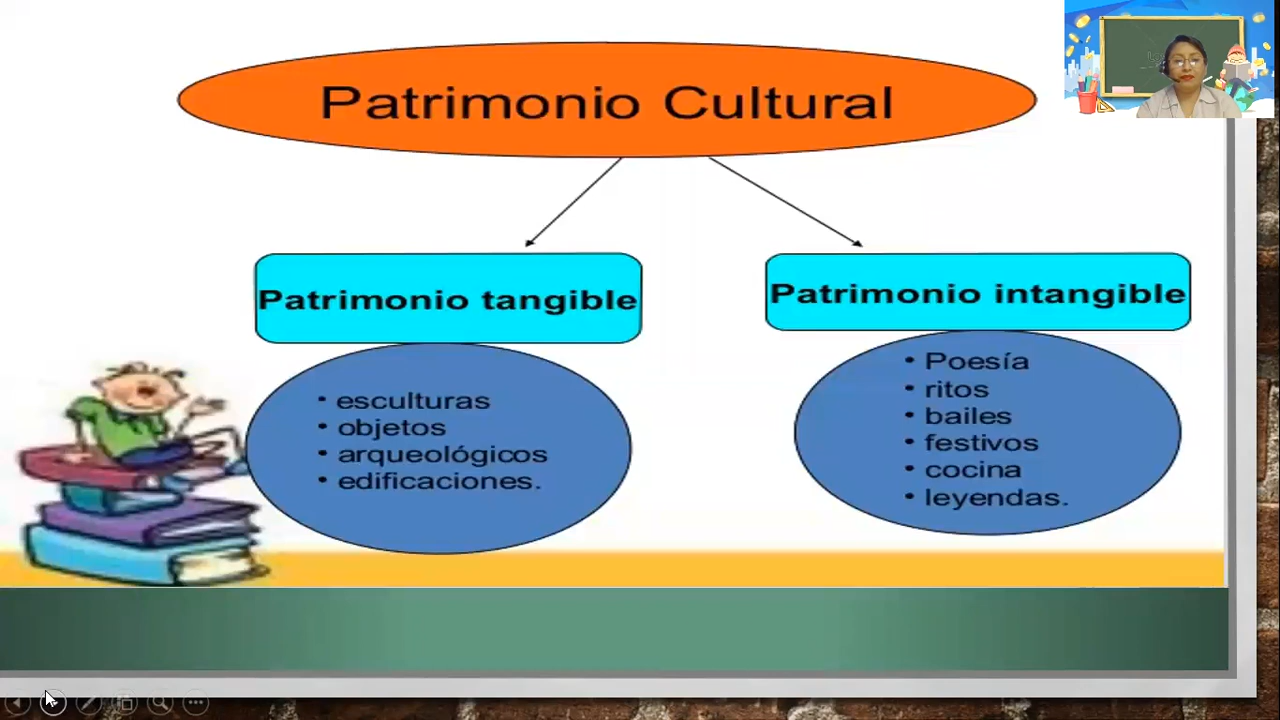 Patrimonio Cultural
Patrimonio tangible
• esculturas
• objetos
• arqueológicos
• edificaciones.
Patrimonio intangible
• Poesía
• ritos
• bailes
• festivos
• cocina
• leyendas.